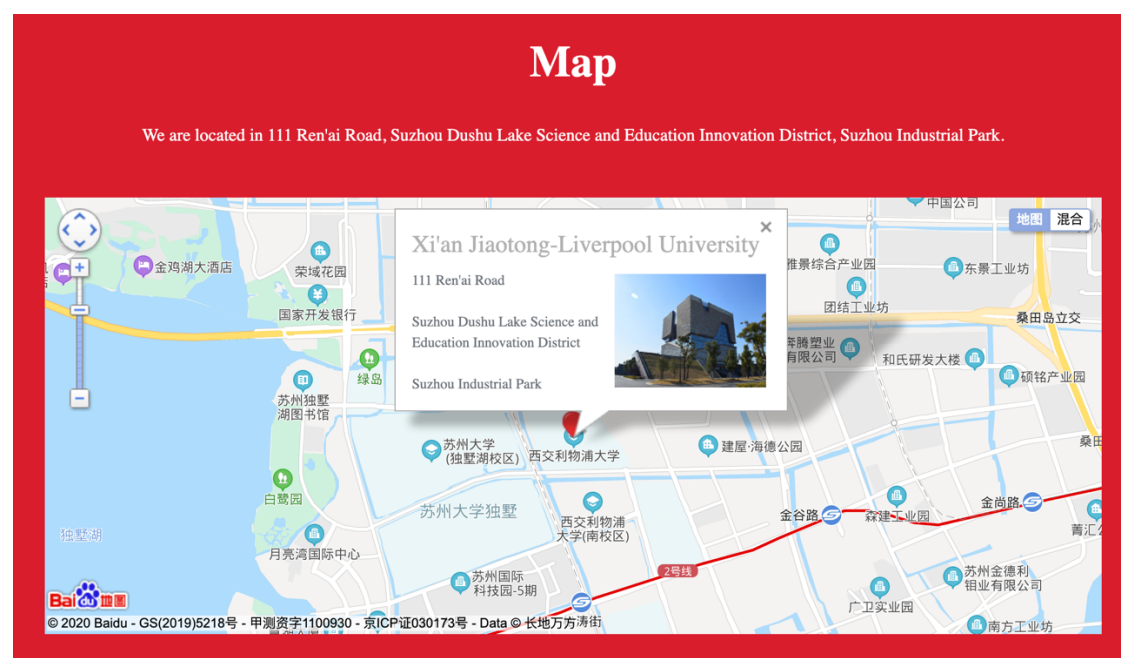 Map
We are located in 111 Ren'ai Road, Suzhou Dushu Lake Science and Education Innovation District, Suzhou Industrial Park.
中国公司
地图 混合
Xi'an Jiaotong-Liverpool University
111 Ren'ai Road
Suzhou Dushu Lake Science and
Education Innovation District
Suzhou Industrial Park
金鸡湖大酒店
荣域花园
国家开发银行
雅景综合产业园
东景工业坊
团结工业坊
桑田岛立交
奔腾塑业
有限公司
和氏研发大楼
硕铭产业园
绿岛
苏州独墅
湖图书馆
苏州大学
(独墅湖校区)
西交利物浦大学
建屋·海德公园
桑田
白鹭园
苏州大学独墅
西交利物浦
大学(南校区)
金谷路
森建工业园
金尚路
菁汇
独墅湖
月亮湾国际中心
2号线
苏州国际
科技园-5期
苏州金德利
钼业有限公司
广卫实业园
Bai du 地图
© 2020 Baidu - GS(2019)5218号 - 甲测资字1100930 - 京ICP证030173号 - Data © 长地万方
涛街
南方工业坊